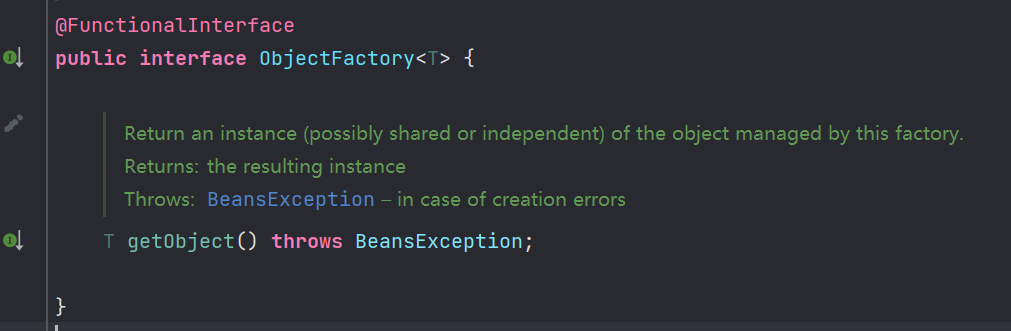 @FunctionalInterface
public interface ObjectFactory<T> {
Return an instance (possibly shared or independent) of the object managed by this factory.
Returns: the resulting instance
Throws: BeansException – in case of creation errors
T getObject() throws BeansException;
}